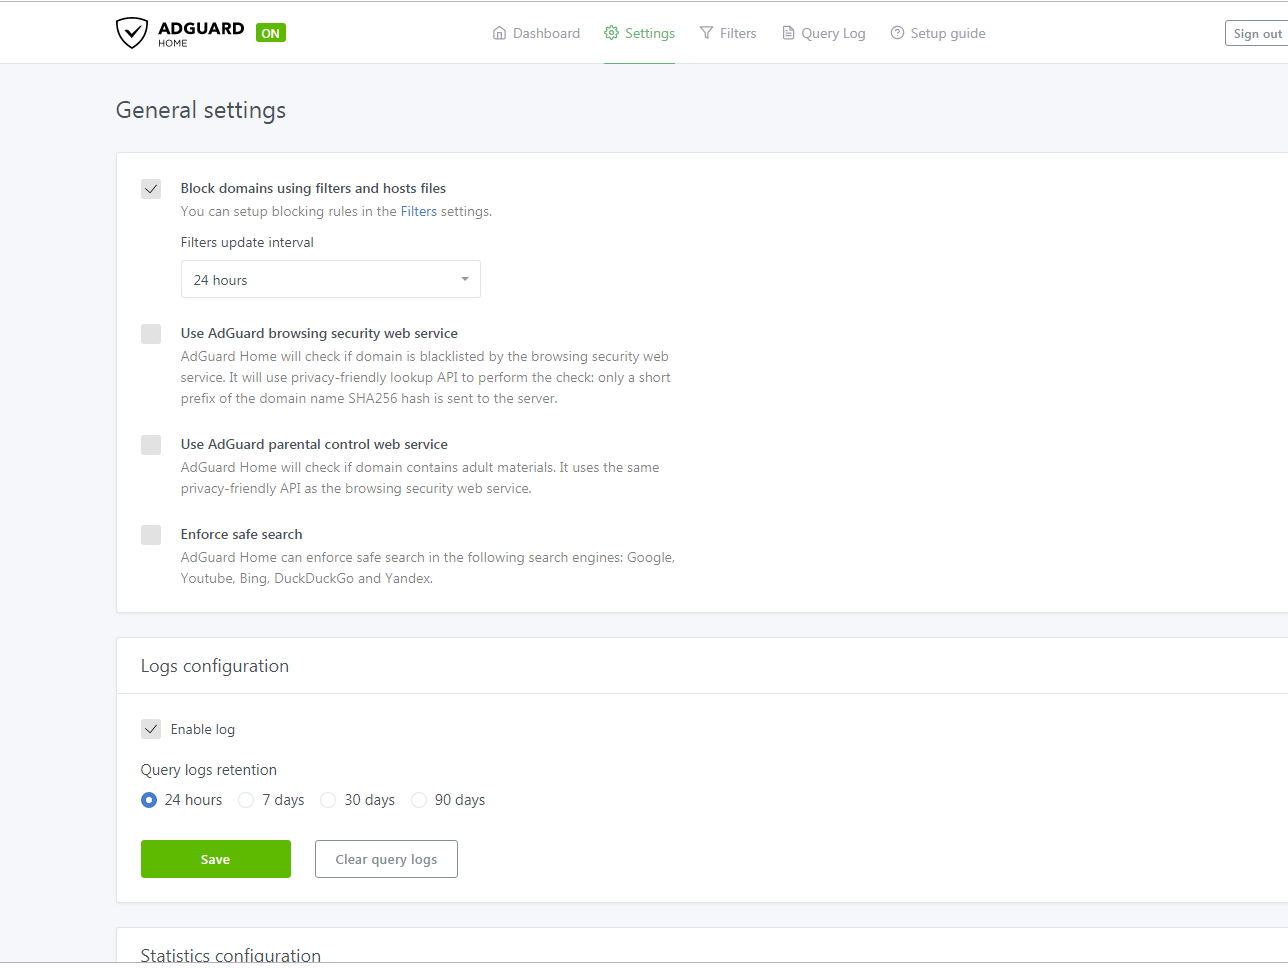 ADGUARD
HOME
ON
Dashboard
Settings
Filters
Query Log
Setup guide
Sign out
General settings
Block domains using filters and hosts files
You can setup blocking rules in the Filters settings.
Filters update interval
24 hours
Use AdGuard browsing security web service
AdGuard Home will check if domain is blacklisted by the browsing security web
service. It will use privacy-friendly lookup API to perform the check: only a short
prefix of the domain name SHA256 hash is sent to the server.
Use AdGuard parental control web service
AdGuard Home will check if domain contains adult materials. It uses the same
privacy-friendly API as the browsing security web service.
Enforce safe search
AdGuard Home can enforce safe search in the following search engines: Google,
Youtube, Bing, DuckDuckGo and Yandex.
Logs configuration
Enable log
Query logs retention
24 hours
7 days
30 days
90 days
Save
Clear query logs
Statistics configuration